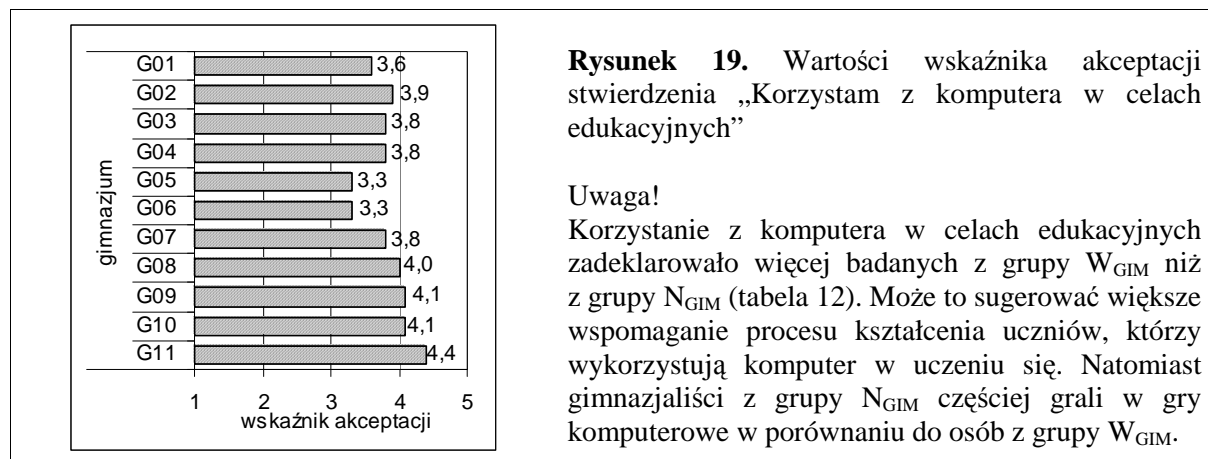 G01 3,6
G02 3,9
G03 3,8
G04 3,8
G05 3,3
G06 3,3
G07 3,8
G08 4,0
G09 4,1
G10 4,1
G11 4,4
gimnazjum
1 2 3 4 5
wskaźnik akceptacji
Rysunek 19. Wartości wskaźnika akceptacji
stwierdzenia „Korzystam z komputera w celach
edukacyjnych”
Uwaga!
Korzystanie z komputera w celach edukacyjnych
zadeklarowało więcej badanych z grupy WGIM niż
z grupy NGIM (tabela 12). Może to sugerować większe
wspomaganie procesu kształcenia uczniów, którzy
wykorzystują komputer w uczeniu się. Natomiast
gimnazjaliści z grupy NGIM częściej grali w gry
komputerowe w porównaniu do osób z grupy WGIM.